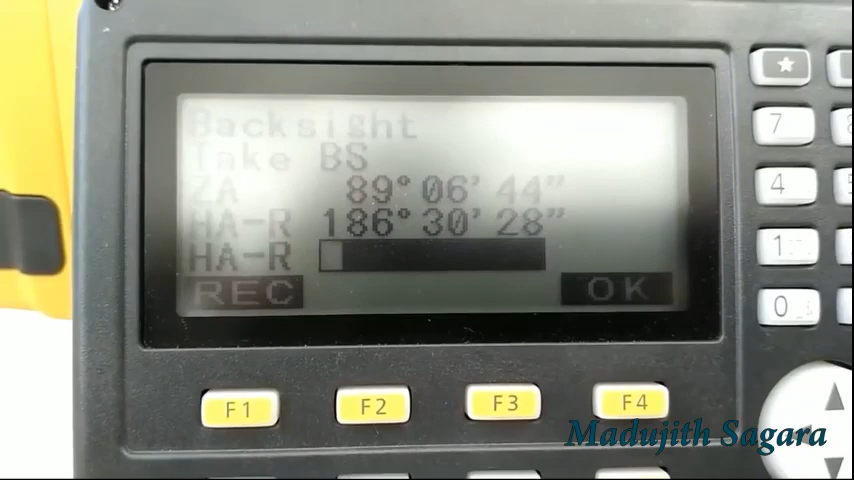 Backsight
Take BS
ZA 89°06'44"
HA-R 186°30'28"
HA-R
REC OK
F1 F2 F3 F4
7
4
1
0
Madujith Sagara